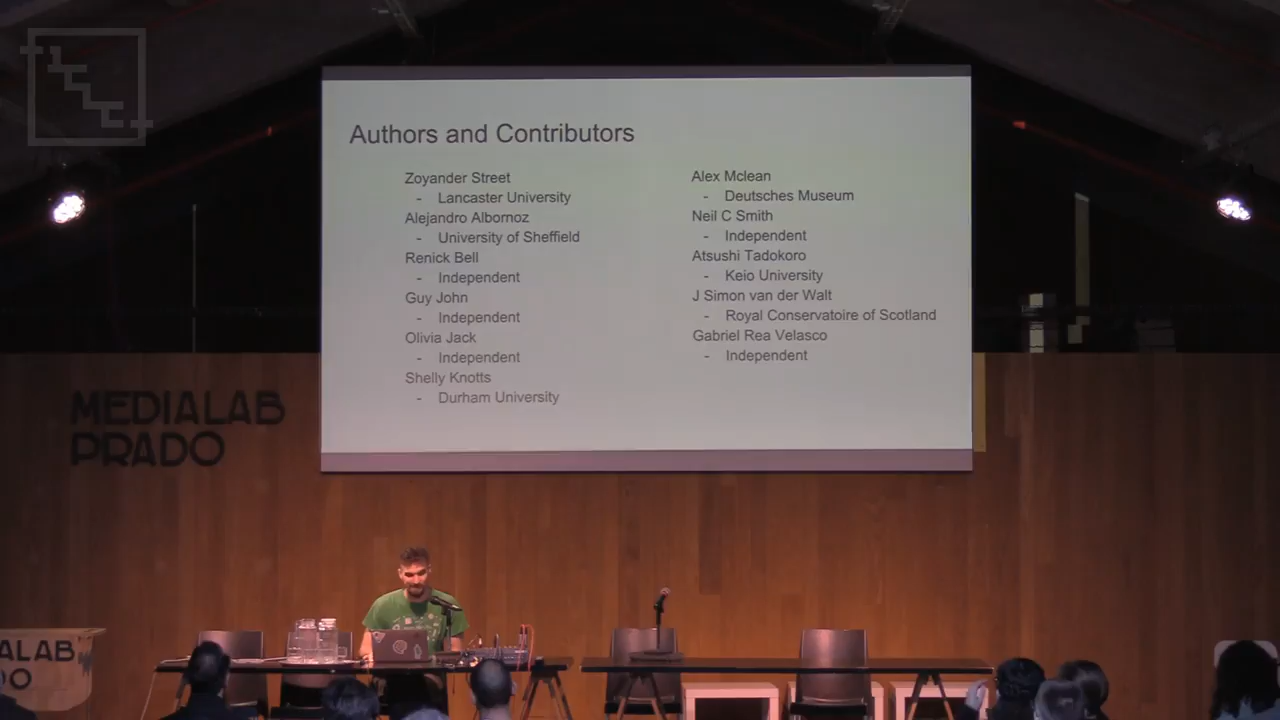 Authors and Contributors
Zoyander Street
- Lancaster University
Alejandro Albornoz
- University of Sheffield
Renick Bell
- Independent
Guy John
- Independent
Olivia Jack
- Independent
Shelly Knotts
- Durham University
Alex Mclean
- Deutsches Museum
Neil C Smith
- Independent
Atsushi Tadokoro
- Keio University
J Simon van der Walt
- Royal Conservatoire of Scotland
Gabriel Rea Velasco
- Independent
MEDIALAB
PRADO
ALAB
DO